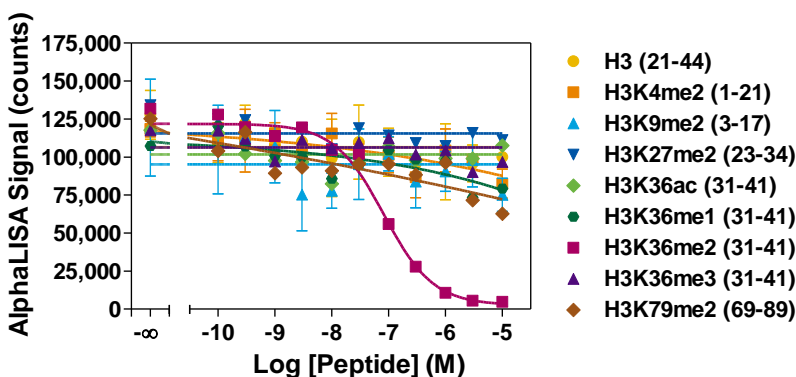 AlphaLISA Signal (counts)
175,000
150,000
125,000
100,000
75,000
50,000
25,000
0
-∞
-10
-9
-8
-7
-6
-5
Log [Peptide] (M)
H3 (21-44)
H3K4me2 (1-21)
H3K9me2 (3-17)
H3K27me2 (23-34)
H3K36ac (31-41)
H3K36me1 (31-41)
H3K36me2 (31-41)
H3K36me3 (31-41)
H3K79me2 (69-89)